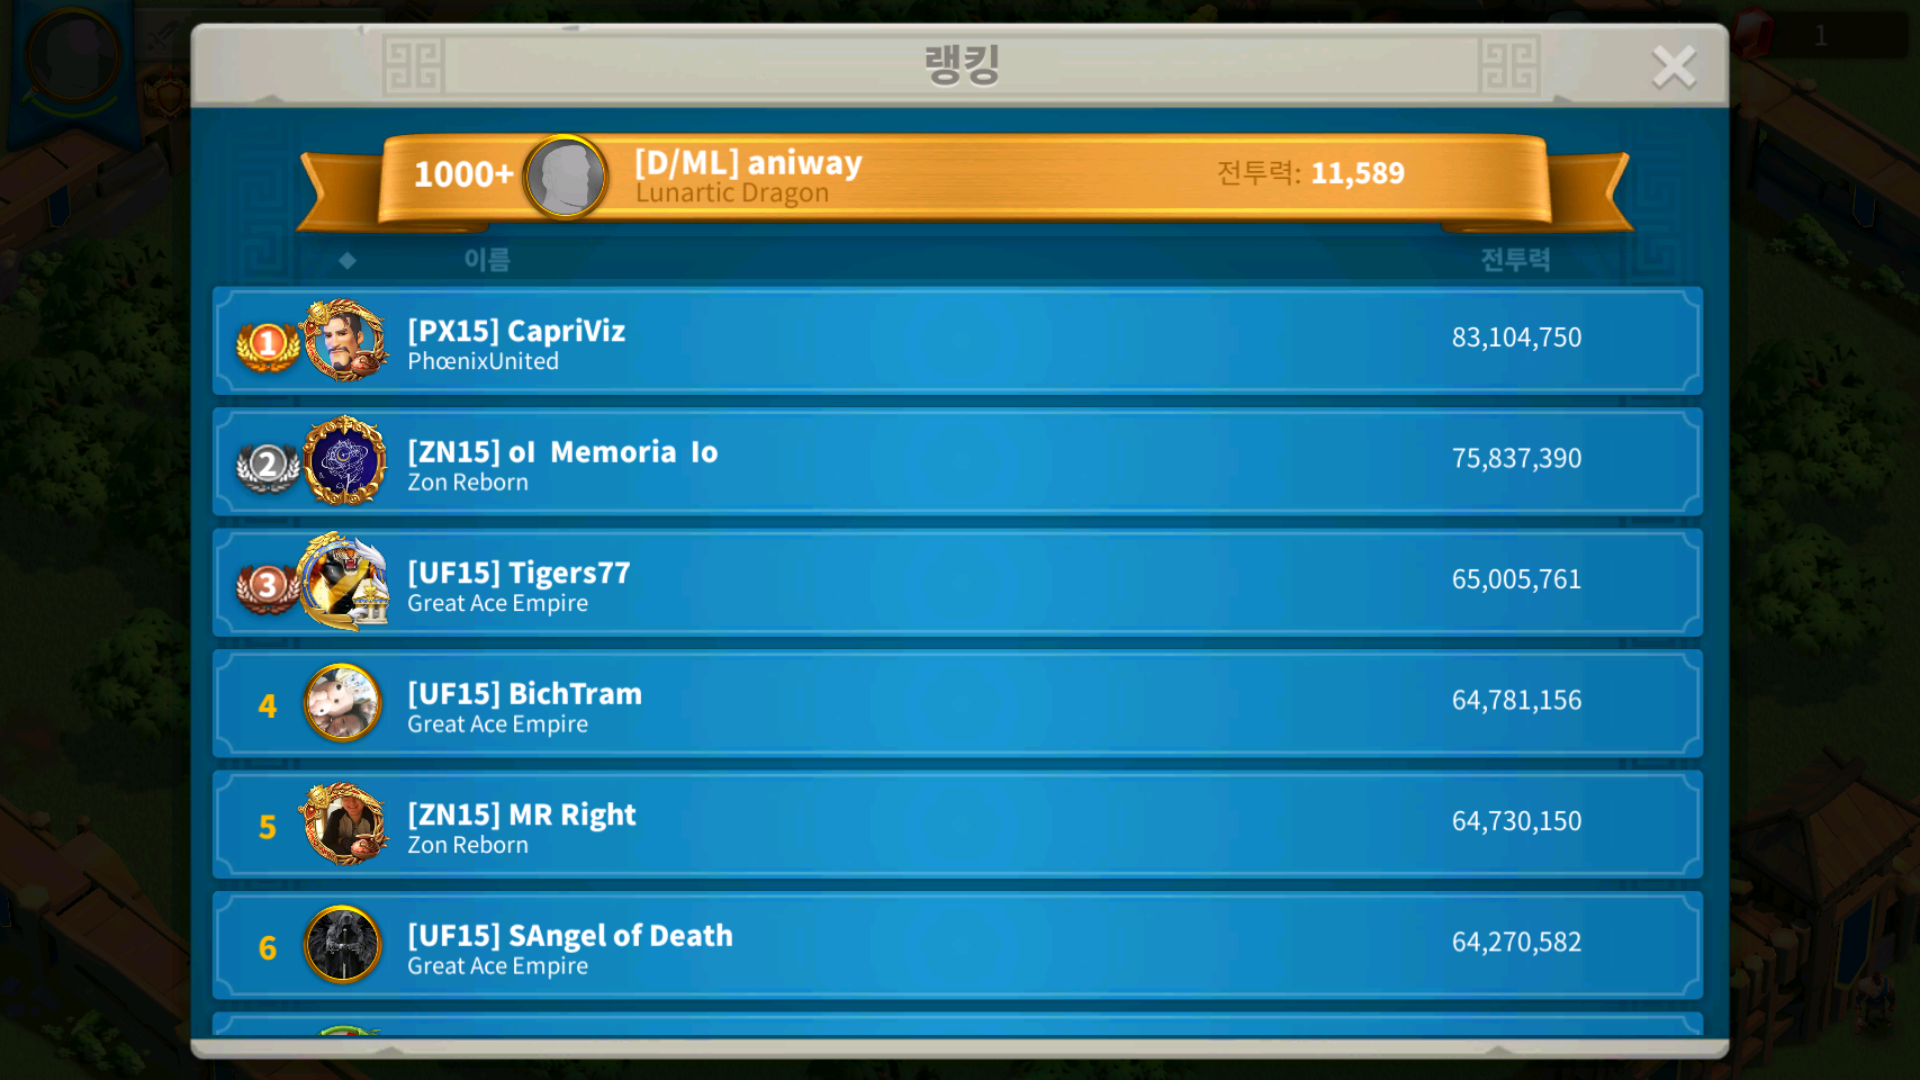 1
랭킹
1000+
[D/ML] aniway
Lunartic Dragon
전투력: 11,589
이름
전투력
1
[PX15] CapriViz
PhœnixUnited
83,104,750
2
[ZN15] oI Memoria Io
Zon Reborn
75,837,390
3
[UF15] Tigers77
Great Ace Empire
65,005,761
4
[UF15] BichTram
Great Ace Empire
64,781,156
5
[ZN15] MR Right
Zon Reborn
64,730,150
6
[UF15] SAngel of Death
Great Ace Empire
64,270,582